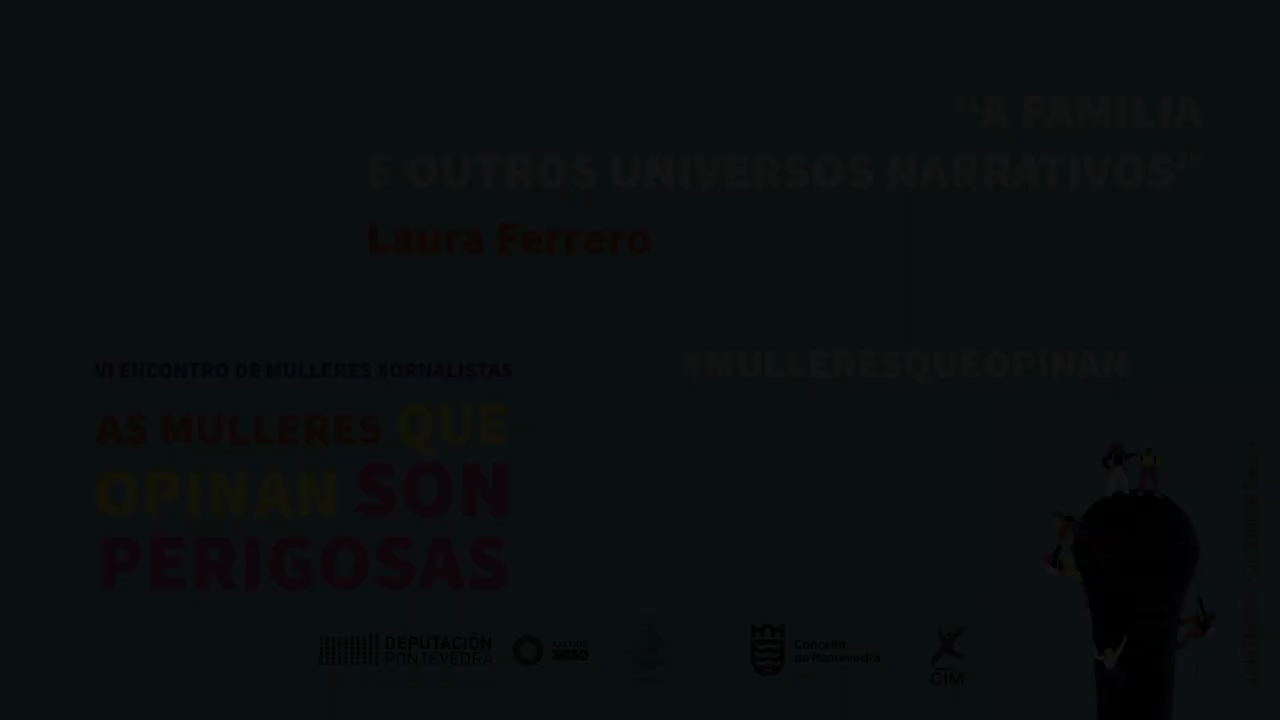 "A FAMILIA
E OUTROS UNIVERSOS NARRATIVOS"
Laura Ferrero
VI ENCONTRO DE MULLERES XORNALISTAS
#MULLERESQUEOPINAN
AS MULLERES QUE
OPINAN SON
PERIGOSAS
DEPUTACIÓN
PONTEVEDRA
2030
Concello
de Pontevedra
CIM